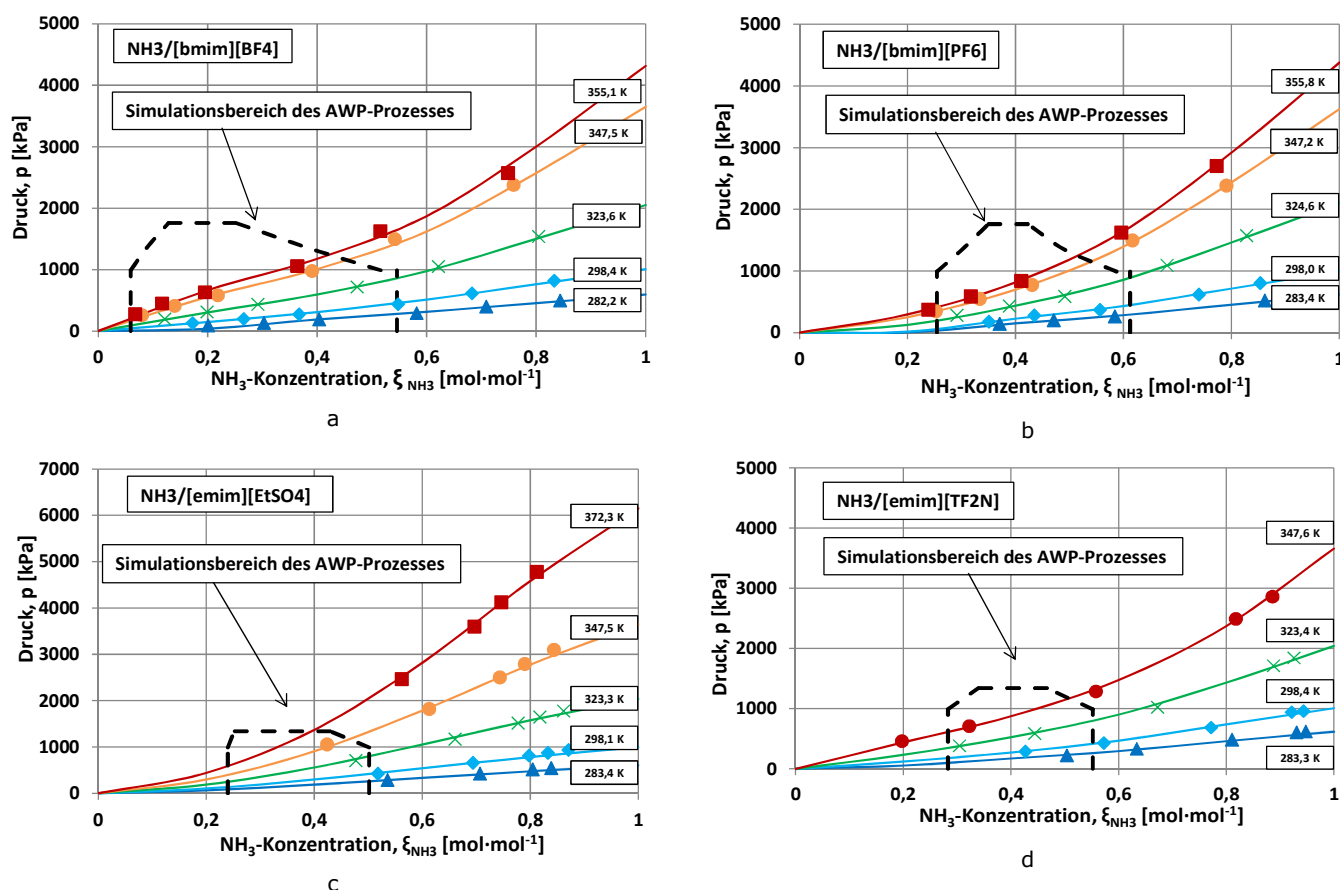 5000
4000
3000
2000
1000
0
Druck, p [kPa]
NH3/[bmim][BF4]
Simulationsbereich des AWP-Prozesses
355,1 K
347,5 K
323,6 K
298,4 K
282,2 K
0 0,2 0,4 0,6 0,8 1
NH₃-Konzentration, ξ NH3 [mol·mol⁻¹]
a
5000
4000
3000
2000
1000
0
Druck, p [kPa]
NH3/[bmim][PF6]
Simulationsbereich des AWP-Prozesses
355,8 K
347,2 K
324,6 K
298,0 K
283,4 K
0 0,2 0,4 0,6 0,8 1
NH₃-Konzentration, ξ NH3 [mol·mol⁻¹]
b
7000
6000
5000
4000
3000
2000
1000
0
Druck, p [kPa]
NH3/[emim][EtSO4]
Simulationsbereich des AWP-Prozesses
372,3 K
347,5 K
323,3 K
298,1 K
283,4 K
0 0,2 0,4 0,6 0,8 1
NH₃-Konzentration, ξNH3 [mol·mol⁻¹]
c
5000
4000
3000
2000
1000
0
Druck, p [kPa]
NH3/[emim][TF2N]
Simulationsbereich des AWP-Prozesses
347,6 K
323,4 K
298,4 K
283,3 K
0 0,2 0,4 0,6 0,8 1
NH₃-Konzentration, ξNH3 [mol·mol⁻¹]
d